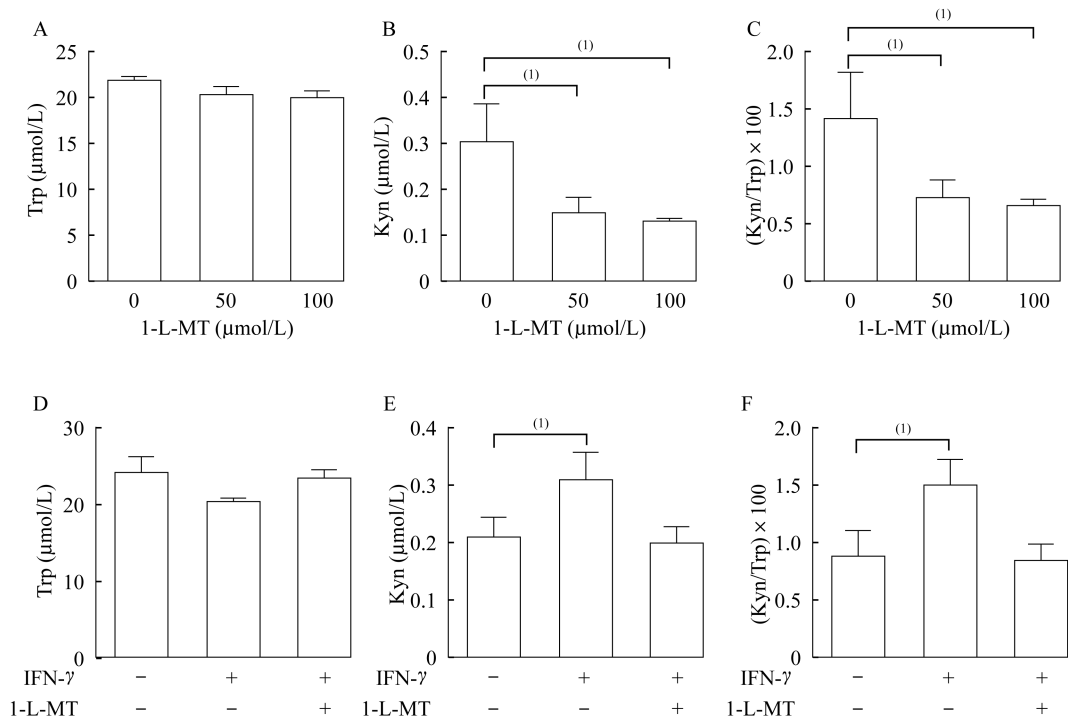 A
Trp (µmol/L)
25
20
15
10
5
0
0 50 100
1-L-MT (µmol/L)
B
Kyn (µmol/L)
0.5
0.4
0.3
0.2
0.1
0
(1)
(1)
0 50 100
1-L-MT (µmol/L)
C
(Kyn/Trp) × 100
2.0
1.5
1.0
0.5
0
(1)
(1)
0 50 100
1-L-MT (µmol/L)
D
Trp (µmol/L)
30
20
10
0
IFN-γ − + +
1-L-MT − − +
E
Kyn (µmol/L)
0.4
0.3
0.2
0.1
0
(1)
IFN-γ − + +
1-L-MT − − +
F
(Kyn/Trp) × 100
2.0
1.5
1.0
0.5
0
(1)
IFN-γ − + +
1-L-MT − − +